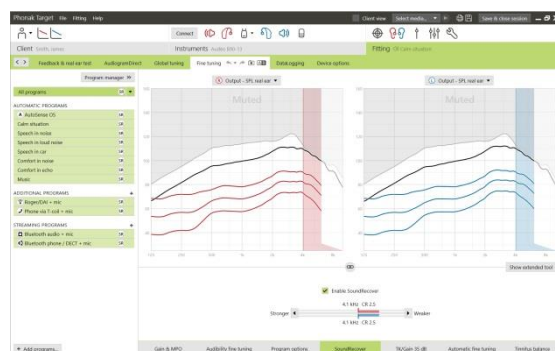 Phonak Target File Fitting Help
Client view Select media... Save & close session
Connect
Client Smith, James
Instruments Audéo B90-13
Fitting Of Calm situation
Feedback & real ear test AudiogramDirect Global tuning Fine tuning DataLogging Device options
Program manager
All programs
AUTOMATIC PROGRAMS
AutoSense OS
Calm situation
Speech in noise
Speech in loud noise
Speech in car
Comfort in noise
Comfort in echo
Music
ADDITIONAL PROGRAMS
Roger/DAI + mic
Phone via T-coil + mic
STREAMING PROGRAMS
Bluetooth audio + mic
Bluetooth phone / DECT + mic
Add programs...
R Output - SPL real ear
Muted
L Output - SPL real ear
Muted
Show extended tool
Enable SoundRecover
4.1 kHz CR 2.5
Stronger Weaker
4.1 kHz CR 2.5
Gain & MPO Audibility fine tuning Program options SoundRecover TK/Gain 35 dB Automatic fine tuning Tinnitus balance